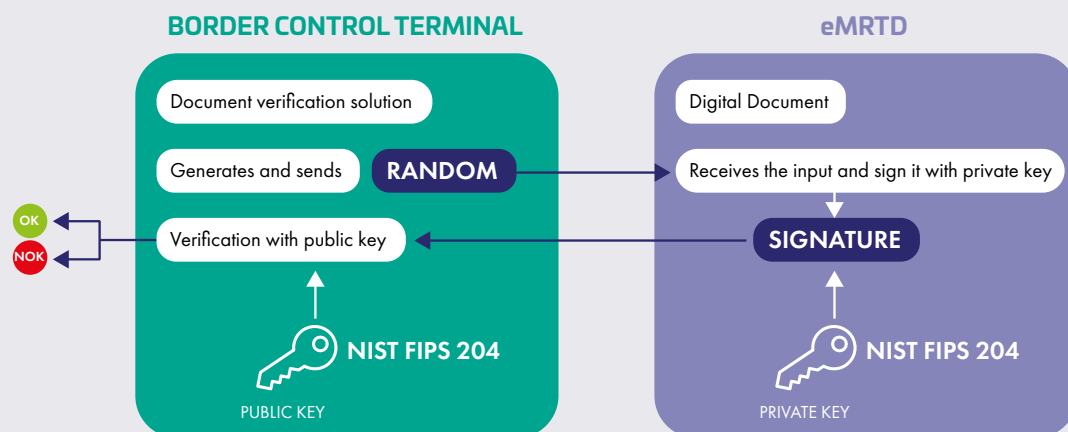 BORDER CONTROL TERMINAL
eMRTD
Document verification solution
Digital Document
Generates and sends
RANDOM
Receives the input and sign it with private key
OK
NOK
Verification with public key
SIGNATURE
NIST FIPS 204
NIST FIPS 204
PUBLIC KEY
PRIVATE KEY